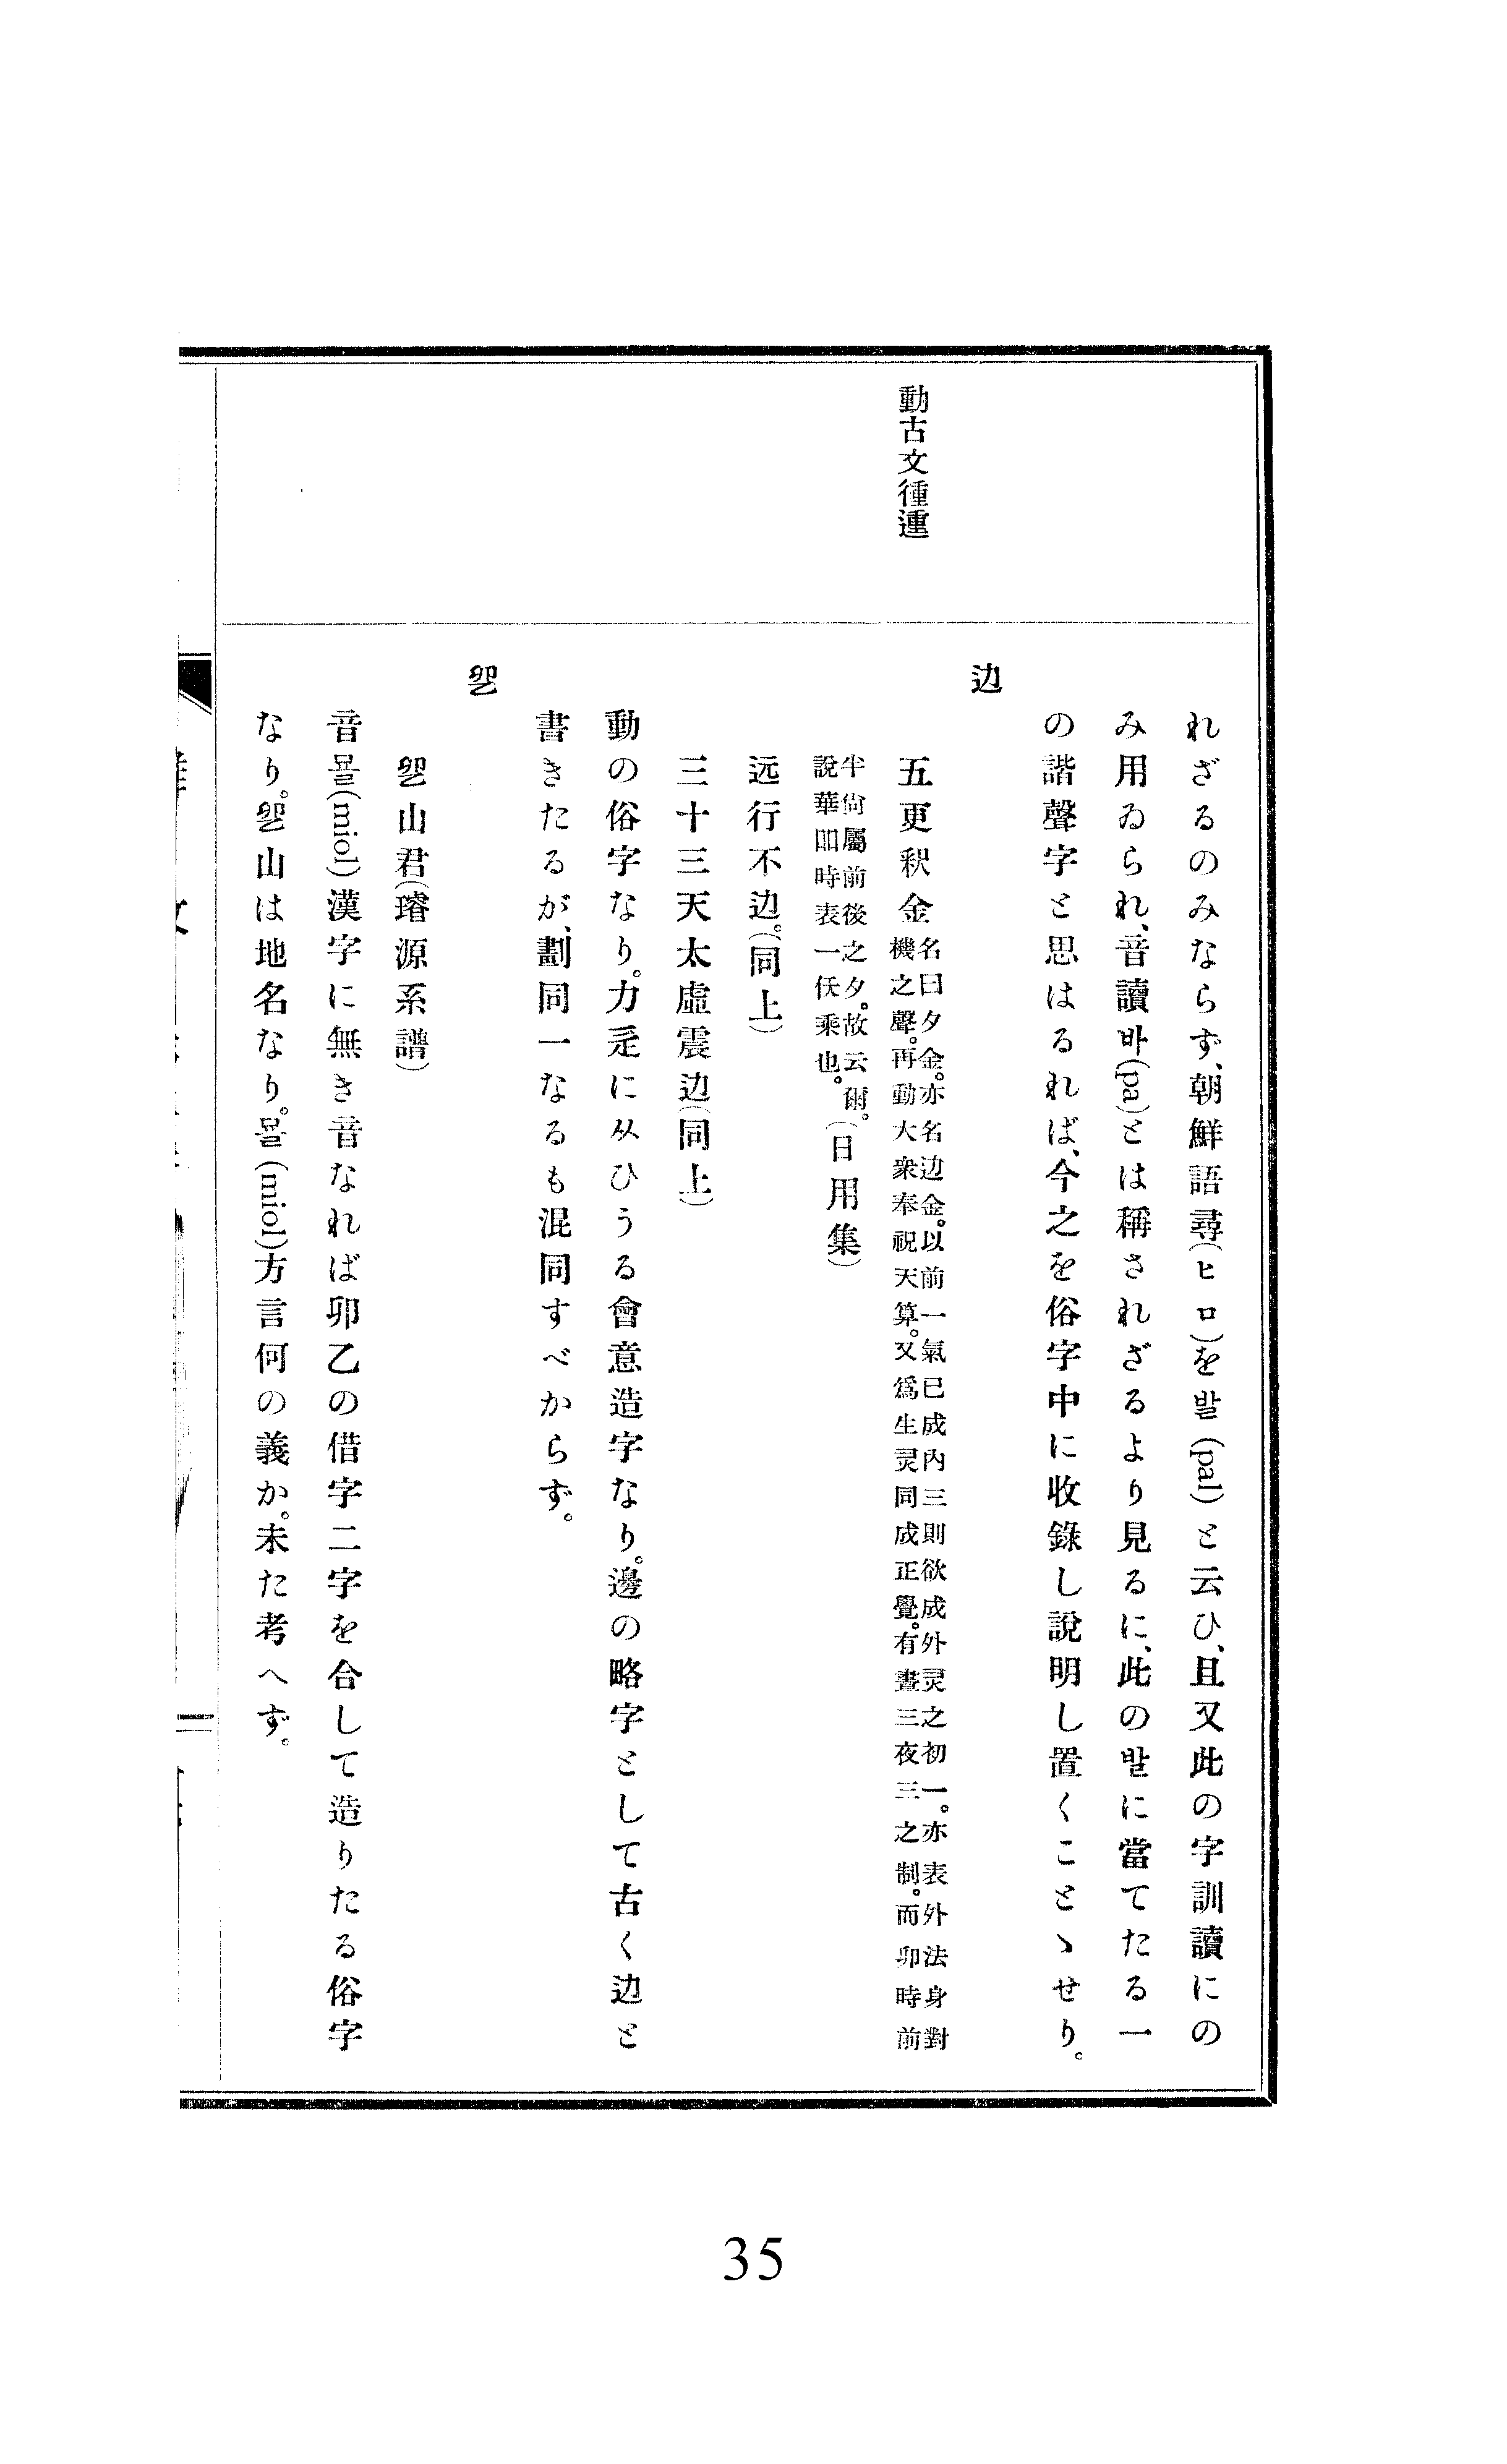 動古文徸
れざるのみならず、朝鮮語尋(ヒロ)を발(pal)と云ひ、且又此の字訓讀にの
み用ゐられ、音讀바(pa)とは稱されざるより見るに、此の발に當てたる一
の諧聲字と思はるれば、今之を俗字中に收錄し說明し置くことゝせり。
边
五更釈金名曰夕金。亦名边金。以前一氣已成內三則欲成外灵之初一。亦表外法身對
機之聲。再動大衆奉祝天算。又爲生灵同成正覺。有晝三夜三之制。而卯時前
半尙屬前後之夕。故云爾。
說華時表一仸乘也。(日用集)
远行不边。(同上)
三十三天太虛震边(同上)
動の俗字なり。力辵に从ひうる會意造字なり。邊の略字として古く边と
書きたるが、劃同一なるも混同すべからず。
乮
乮山君(璿源系譜)
音묠(miol)漢字に無き音なれば卯乙の借字二字を合して造りたる俗字
なり。乮山は地名なり。묠(miol)方言何の義か。未た考へず。
35